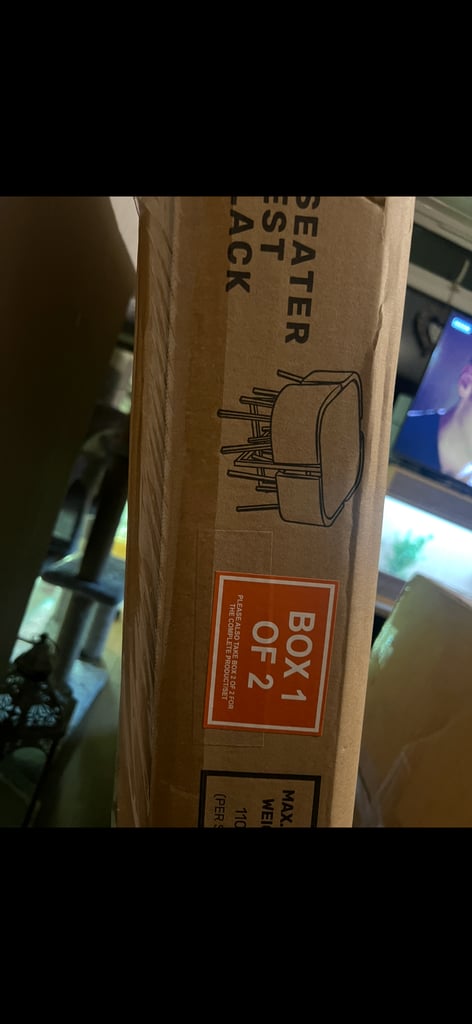 SEATER
EST
LACK
BOX 1
OF 2
PLEASE ALSO TAKE BOX 2 OF 2 FOR
THE COMPLETE PRODUCT/SET
MAX.
WEIG
110
(PER S